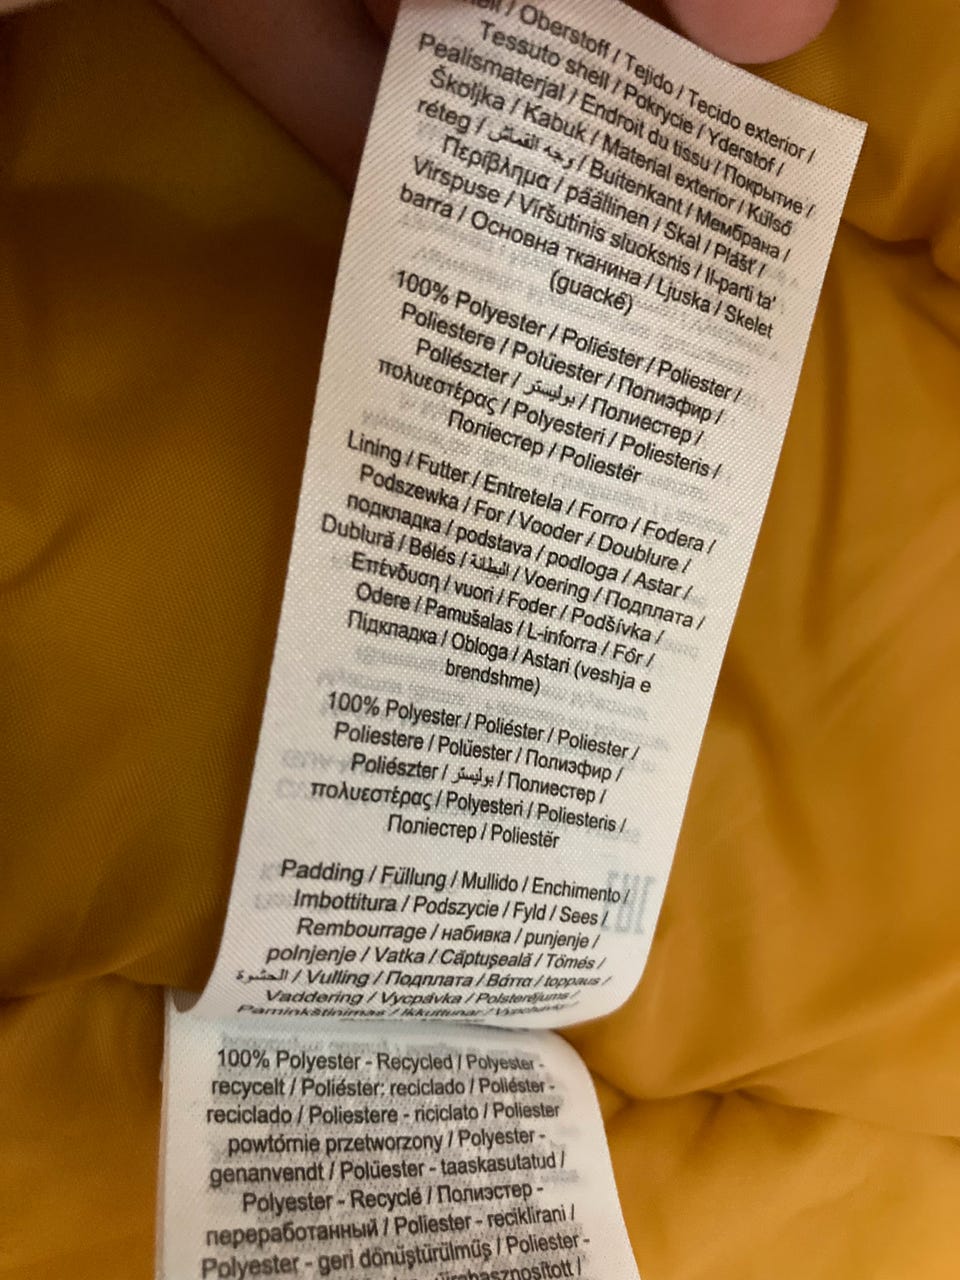 / Oberstoff / Tejido / Tecido exterior /
Tessuto shell / Pokrycie / Yderstof /
Pealismaterjal / Endroit du tissu / Покрытие /
Školjka / Kabuk / Material exterior / Külső
réteg / وجه القماش / Buitenkant / Мембрана /
Περίβλημα / päällinen / Skal / Plášť /
Virspuse / Viršutinis sluoksnis / Il-parti ta'
barra / Основна тканина / Ljuska / Skelet
(guackë)
100% Polyester / Poliéster / Poliester /
Poliestere / Polüester / Полиэфир /
Poliészter / بوليستر / Полиестер /
πολυεστέρας / Polyesteri / Poliesteris /
Поліестер / Poliestër
Lining / Futter / Entretela / Forro / Fodera /
Podszewka / For / Vooder / Doublure /
подкладка / podstava / podloga / Astar /
Dublură / Bélés / البطانة / Voering / Подплата /
Επένδυση / vuori / Foder / Podšívka /
Odere / Pamušalas / L-inforra / Fôr /
Підкладка / Obloga / Astari (veshja e
brendshme)
100% Polyester / Poliéster / Poliester /
Poliestere / Polüester / Полиэфир /
Poliészter / بوليستر / Полиестер /
πολυεστέρας / Polyesteri / Poliesteris /
Поліестер / Poliestër
Padding / Füllung / Mullido / Enchimento /
Imbottitura / Podszycie / Fyld / Sees /
Rembourrage / набивка / punjenje /
polnjenje / Vatka / Căptușeală / Tömés /
الحشوة / Vulling / Подплата / Βάττα / toppaus /
Vaddering / Vycpávka / Polsterējums /
Paminkštinimas / Ikkuttunar /
100% Polyester - Recycled / Polyester -
recycelt / Poliéster: reciclado / Poliéster -
reciclado / Poliestere - riciclato / Poliester
powtórnie przetworzony / Polyester -
genanvendt / Polüester - taaskasutatud /
Polyester - Recyclé / Полиэстер -
переработанный / Poliester - reciklirani /
Polyester - geri dönüştürülmüş / Poliester -